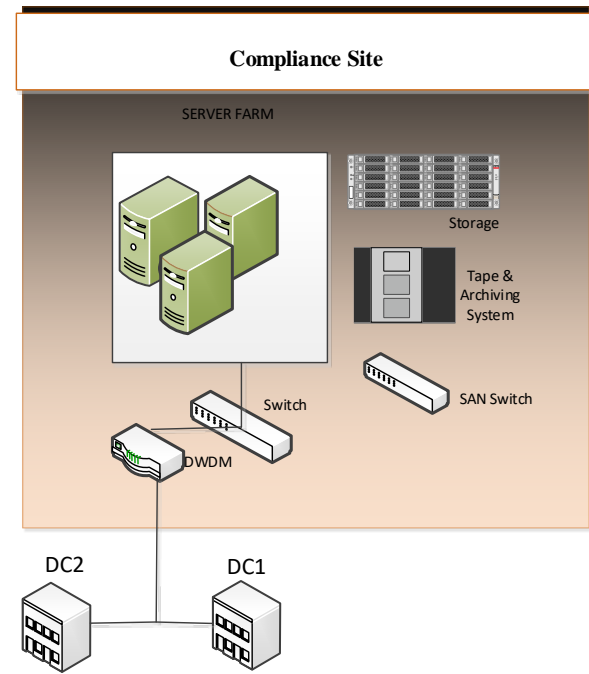 Compliance Site
SERVER FARM
Storage
Tape &
Archiving
System
Switch
SAN Switch
DWDM
DC2
DC1